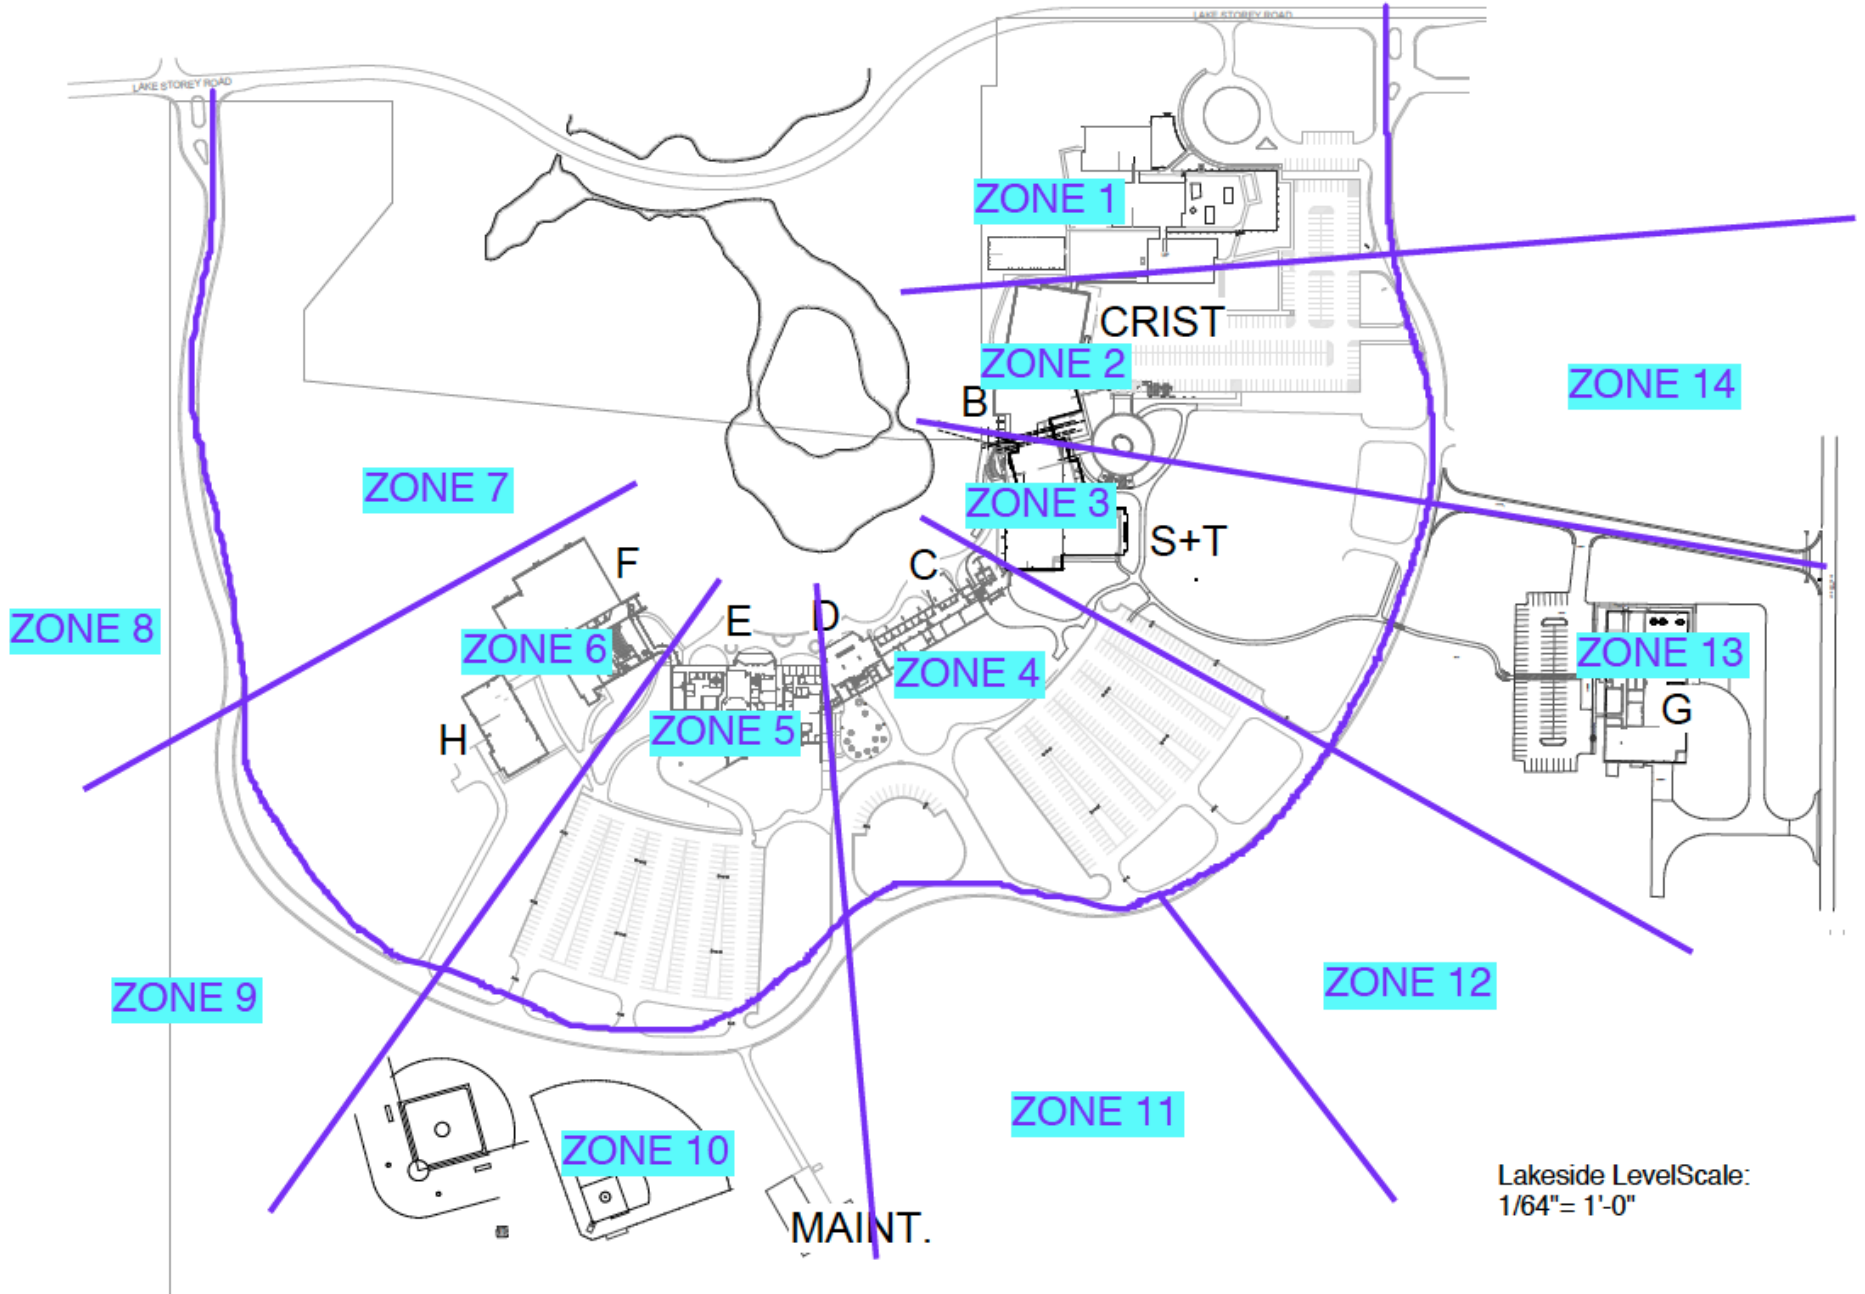 LAKE STOREY ROAD
LAKE STOREY ROAD
ZONE 1
CRIST
ZONE 2
ZONE 14
B
ZONE 7
ZONE 3
S+T
F
C
E
D
ZONE 8
ZONE 6
ZONE 4
ZONE 13
G
H
ZONE 5
ZONE 12
ZONE 9
ZONE 11
ZONE 10
MAINT.
Lakeside LevelScale:
1/64"= 1'-0"